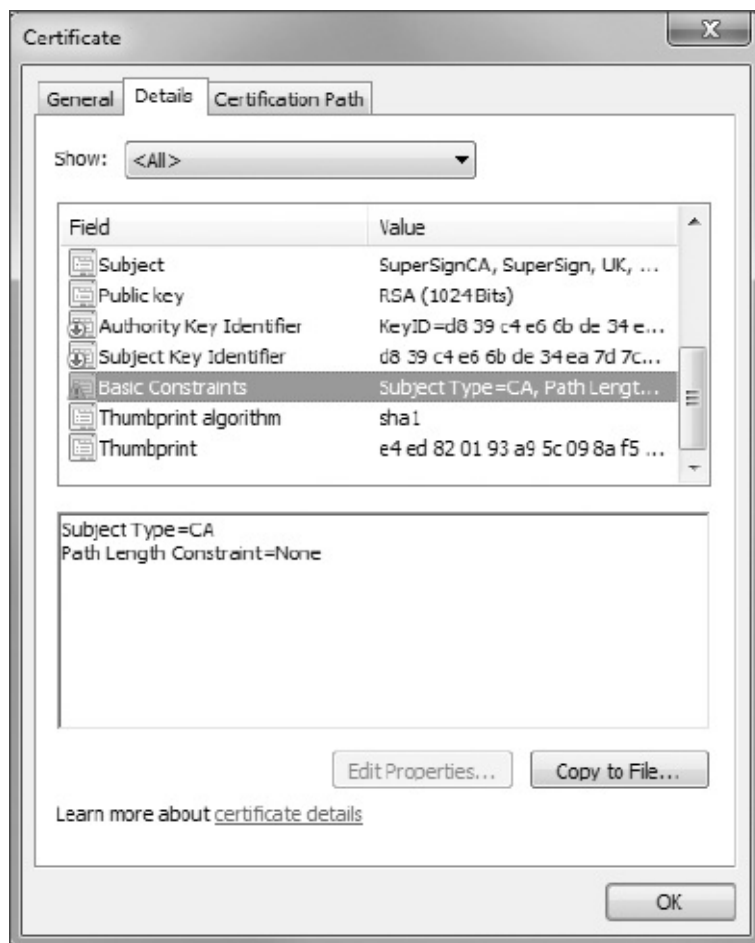 Certificate
General Details Certification Path
Show: <All>
Field Value
Subject SuperSignCA, SuperSign, UK, ...
Public key RSA (1024 Bits)
Authority Key Identifier KeyID=d8 39 c4 e6 6b de 34 e...
Subject Key Identifier d8 39 c4 e6 6b de 34 ea 7d 7c...
Basic Constraints Subject Type=CA, Path Lengt...
Thumbprint algorithm sha1
Thumbprint e4 ed 82 01 93 a9 5c 09 8a f5 ...
Subject Type=CA
Path Length Constraint=None
Edit Properties... Copy to File...
Learn more about certificate details
OK